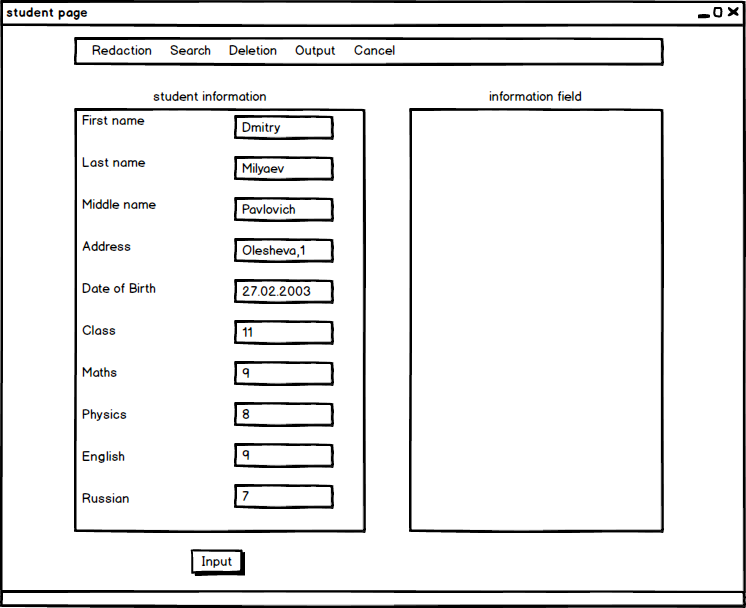 student page
Redaction Search Deletion Output Cancel
student information
information field
First name Dmitry
Last name Milyaev
Middle name Pavlovich
Address Olesheva,1
Date of Birth 27.02.2003
Class 11
Maths 9
Physics 8
English 9
Russian 7
Input